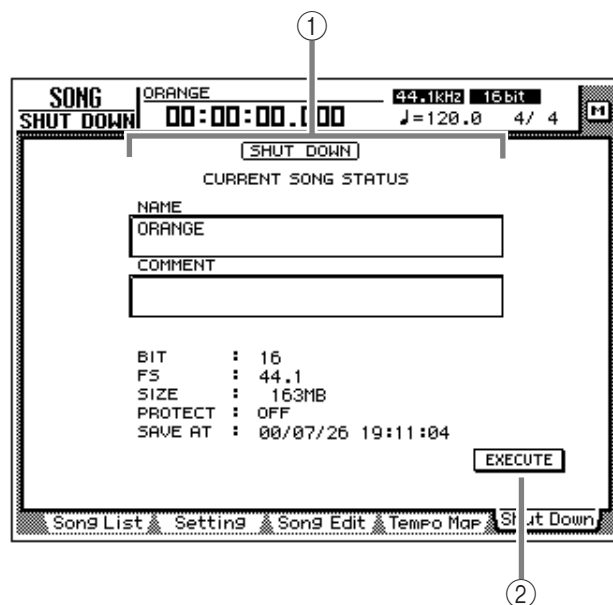 ①
SONG
SHUT DOWN
ORANGE
00:00:00.000
44.1kHz 16bit
♩=120.0 4/ 4
M
SHUT DOWN
CURRENT SONG STATUS
NAME
ORANGE
COMMENT
BIT : 16
FS : 44.1
SIZE : 163MB
PROTECT : OFF
SAVE AT : 00/07/26 19:11:04
EXECUTE
Song List Setting Song Edit Tempo Map Shut Down
②